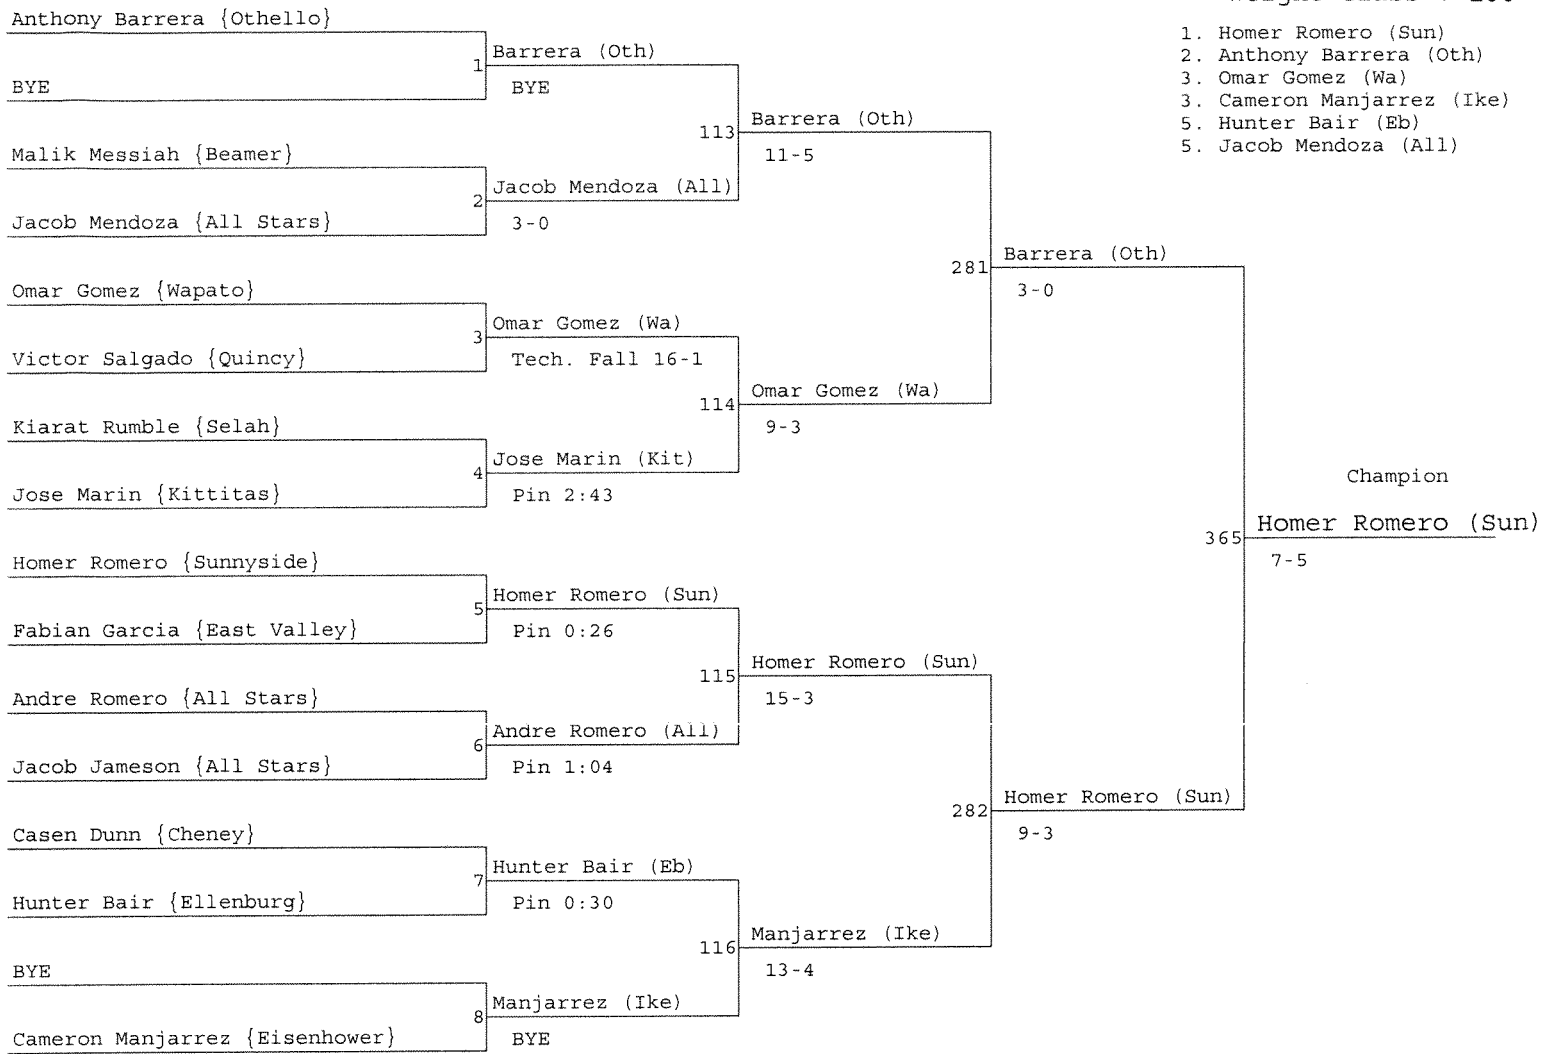 1. Homer Romero (Sun)
2. Anthony Barrera (Oth)
3. Omar Gomez (Wa)
3. Cameron Manjarrez (Ike)
5. Hunter Bair (Eb)
5. Jacob Mendoza (All)
Anthony Barrera {Othello}
BYE
Malik Messiah {Beamer}
Jacob Mendoza {All Stars}
Omar Gomez {Wapato}
Victor Salgado {Quincy}
Kiarat Rumble {Selah}
Jose Marin {Kittitas}
Homer Romero {Sunnyside}
Fabian Garcia {East Valley}
Andre Romero {All Stars}
Jacob Jameson {All Stars}
Casen Dunn {Cheney}
Hunter Bair {Ellenburg}
BYE
Cameron Manjarrez {Eisenhower}
1 Barrera (Oth)
BYE
2 Jacob Mendoza (All)
3-0
3 Omar Gomez (Wa)
Tech. Fall 16-1
4 Jose Marin (Kit)
Pin 2:43
5 Homer Romero (Sun)
Pin 0:26
6 Andre Romero (All)
Pin 1:04
7 Hunter Bair (Eb)
Pin 0:30
8 Manjarrez (Ike)
BYE
113 Barrera (Oth)
11-5
114 Omar Gomez (Wa)
9-3
115 Homer Romero (Sun)
15-3
116 Manjarrez (Ike)
13-4
281 Barrera (Oth)
3-0
282 Homer Romero (Sun)
9-3
Champion
365 Homer Romero (Sun)
7-5